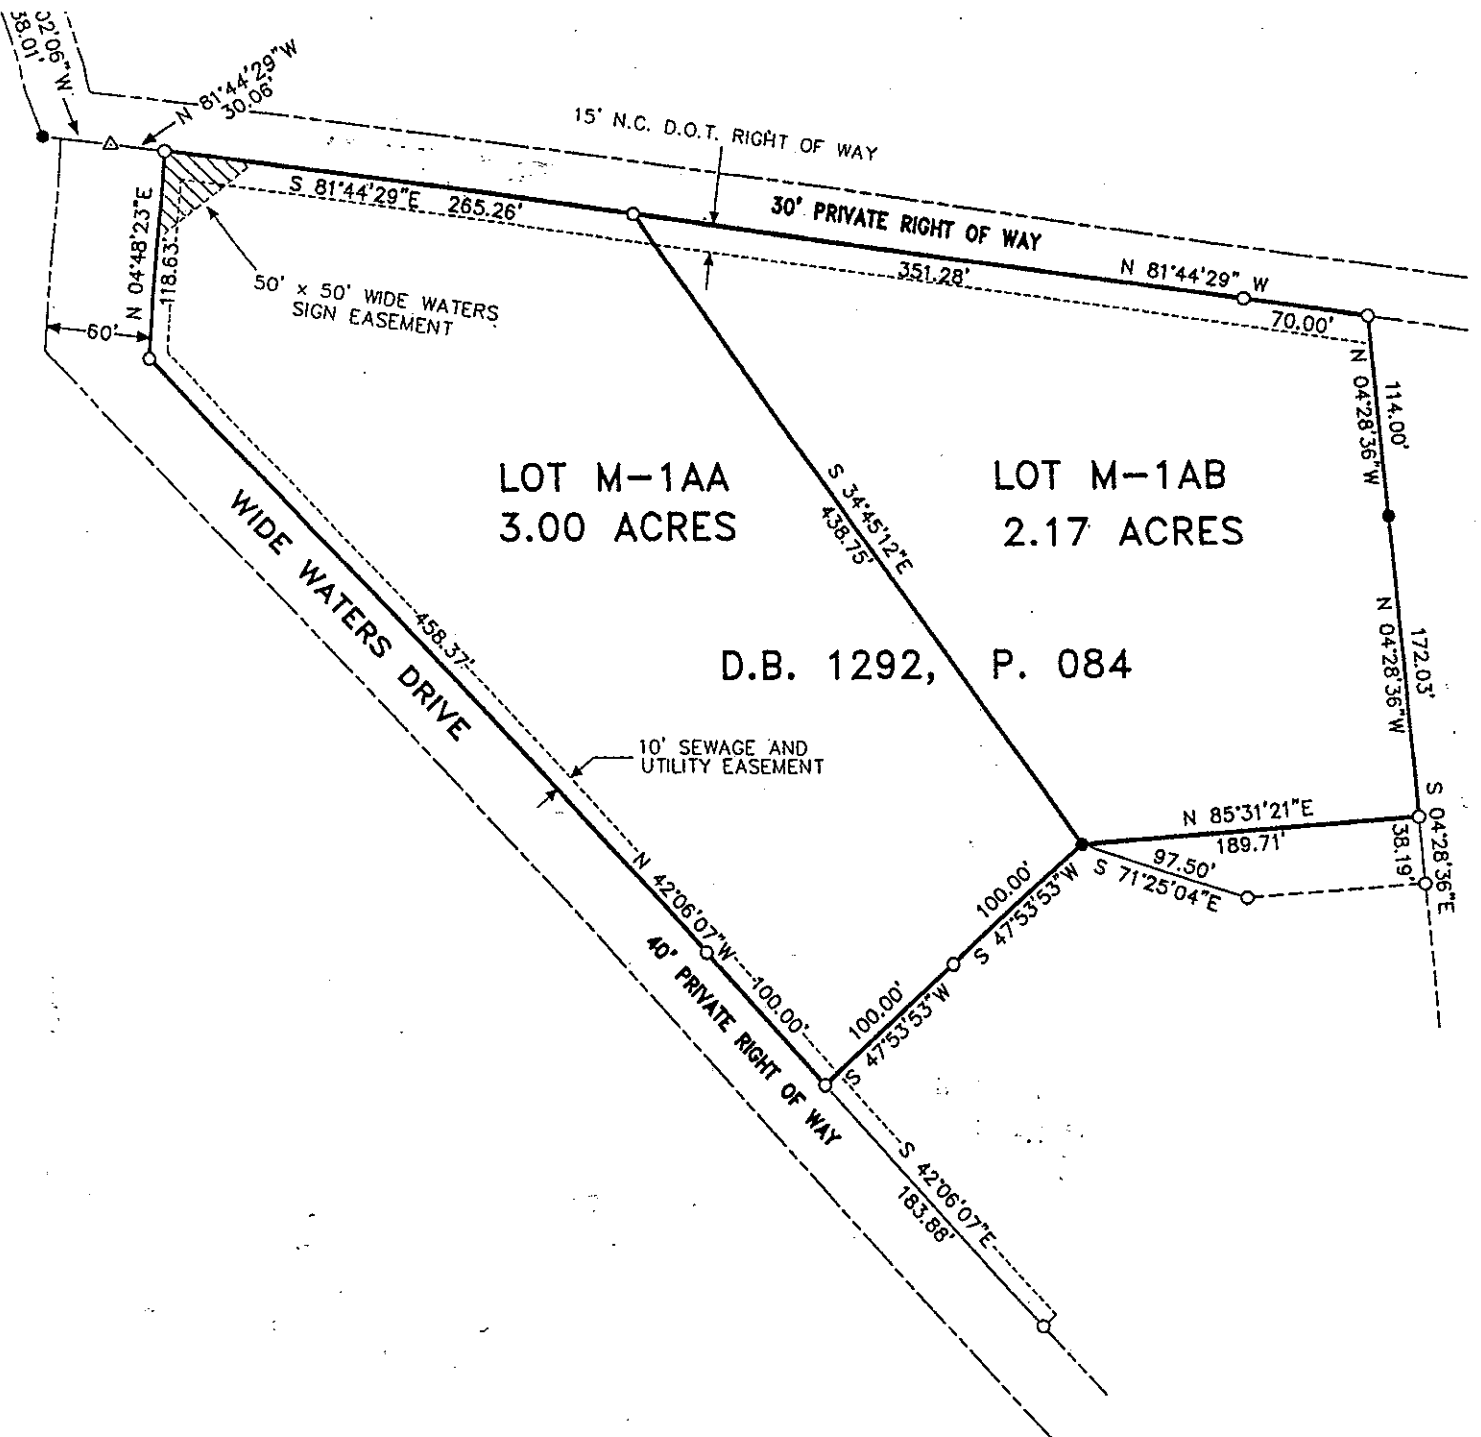 02'06"W
38.01'
N 81°44'29"W
30.06'
15' N.C. D.O.T. RIGHT OF WAY
S 81°44'29"E 265.26'
30' PRIVATE RIGHT OF WAY
351.28'
N 81°44'29" W
70.00'
N 04°48'23"E
118.63'
50' x 50' WIDE WATERS
SIGN EASEMENT
60'
N 04°28'36"W
114.00'
LOT M-1AA
3.00 ACRES
S 34°45'12"E
438.75'
LOT M-1AB
2.17 ACRES
WIDE WATERS DRIVE
458.37'
D.B. 1292, P. 084
N 04°28'36"W
172.03'
10' SEWAGE AND
UTILITY EASEMENT
N 85°31'21"E
189.71'
S 04°28'36"E
38.19'
97.50'
S 71°25'04"E
N 42°06'07"W
100.00'
40' PRIVATE RIGHT OF WAY
100.00'
S 47°53'53"W
100.00'
S 47°53'53"W
S 42°06'07"E
183.88'